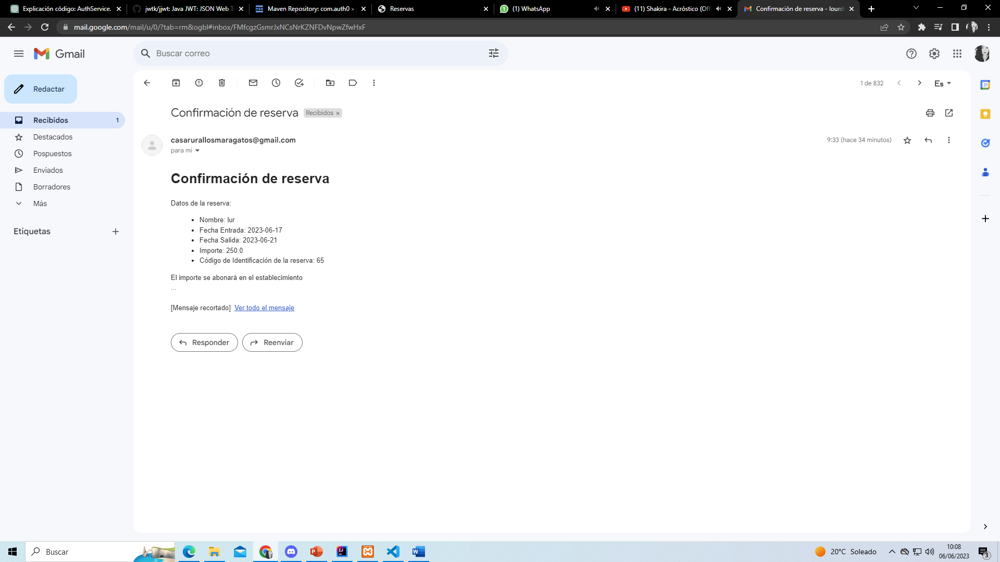 Explicación código: AuthService.
jwtk/jjwt: Java JWT: JSON Web T
Maven Repository: com.auth0 »
Reservas
(1) WhatsApp
(11) Shakira - Acróstico (Offi
Confirmación de reserva - lourd
mail.google.com/mail/u/0/?tab=rm&ogbl#inbox/FMfcgzGsmrJxNCsNrKZNFDvNpwZfwHxF
Gmail
Buscar correo
Redactar
1 de 832
Es
Confirmación de reserva
Recibidos ×
Recibidos 1
Destacados
Pospuestos
Enviados
Borradores
Más
Etiquetas
casarurallosmaragatos@gmail.com
9:33 (hace 34 minutos)
para mí
Confirmación de reserva
Datos de la reserva:
• Nombre: lur
• Fecha Entrada: 2023-06-17
• Fecha Salida: 2023-06-21
• Importe: 250.0
• Código de Identificación de la reserva: 65
El importe se abonará en el establecimiento
...
[Mensaje recortado] Ver todo el mensaje
Responder
Reenviar
Buscar
20°C Soleado
10:08
06/06/2023
3